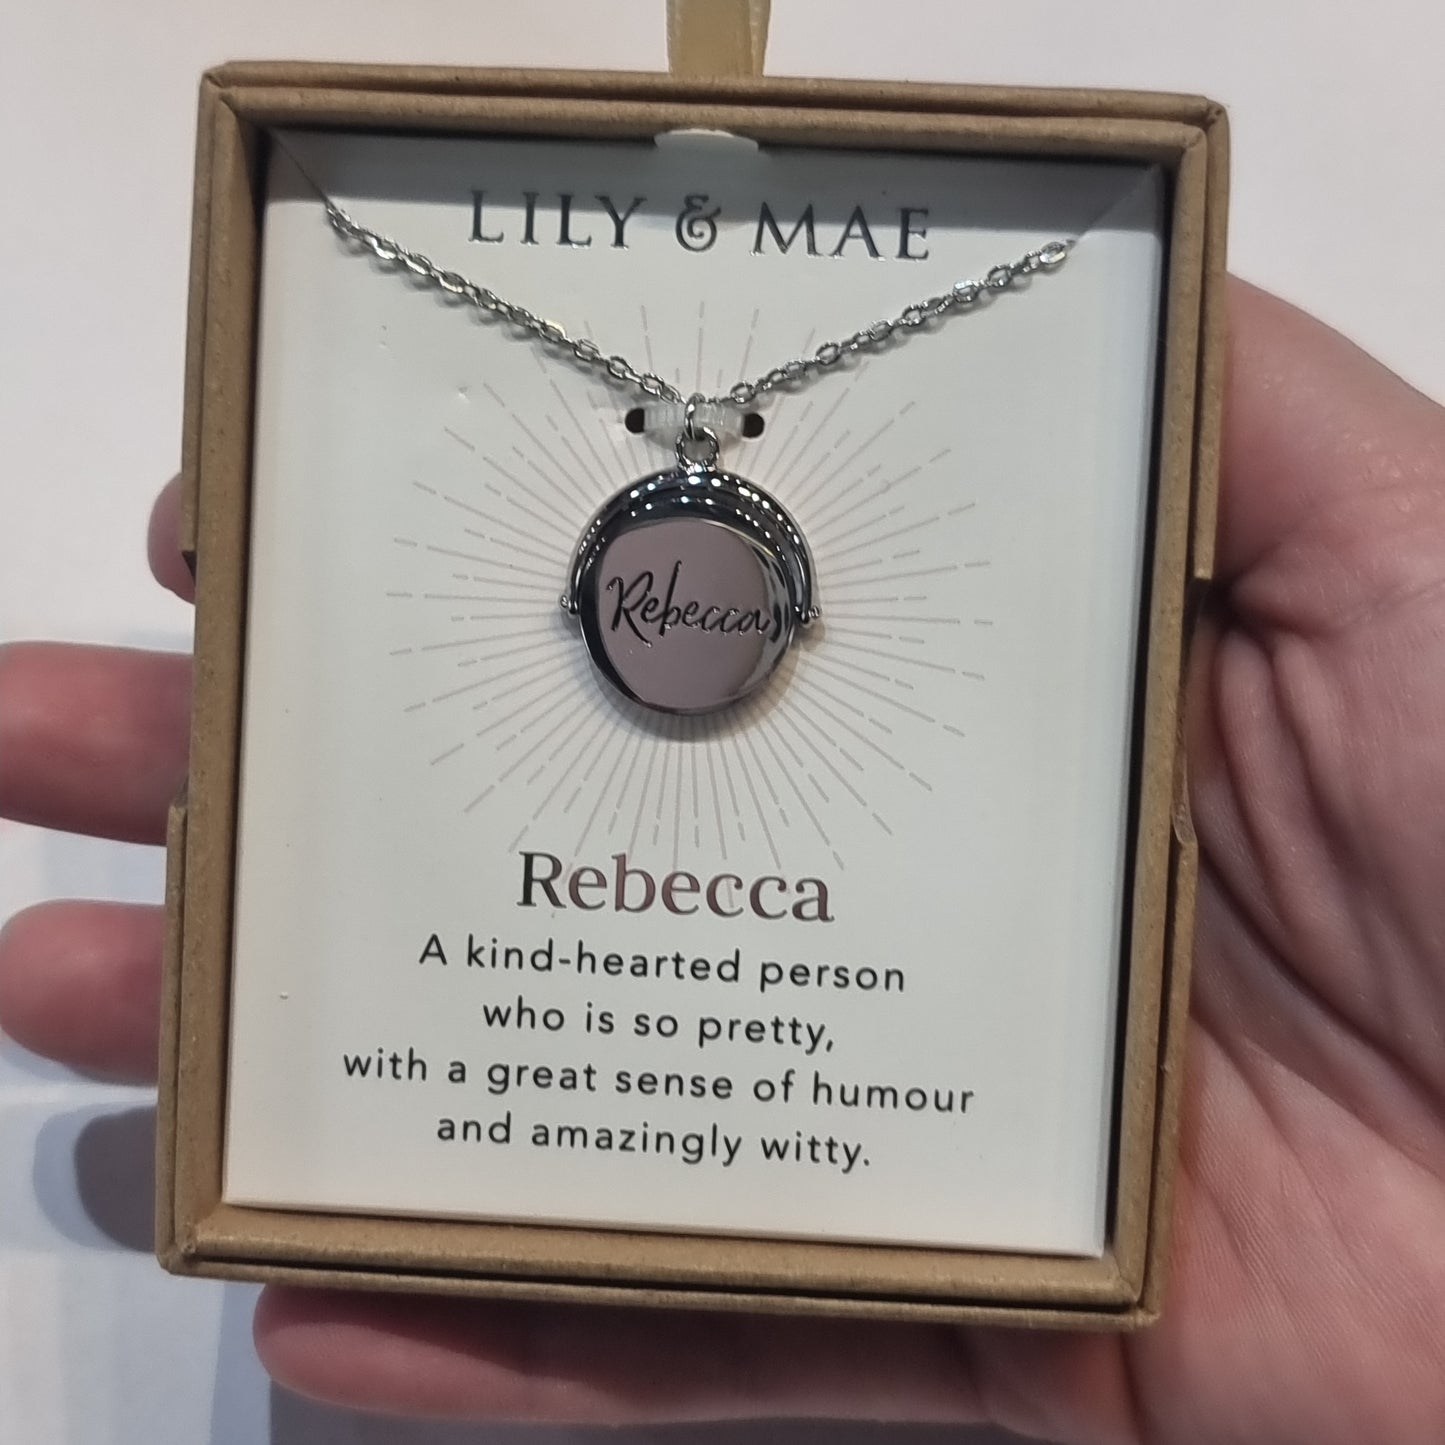 LILY & MAE
Rebecca
Rebecca
A kind-hearted person
who is so pretty,
with a great sense of humour
and amazingly witty.